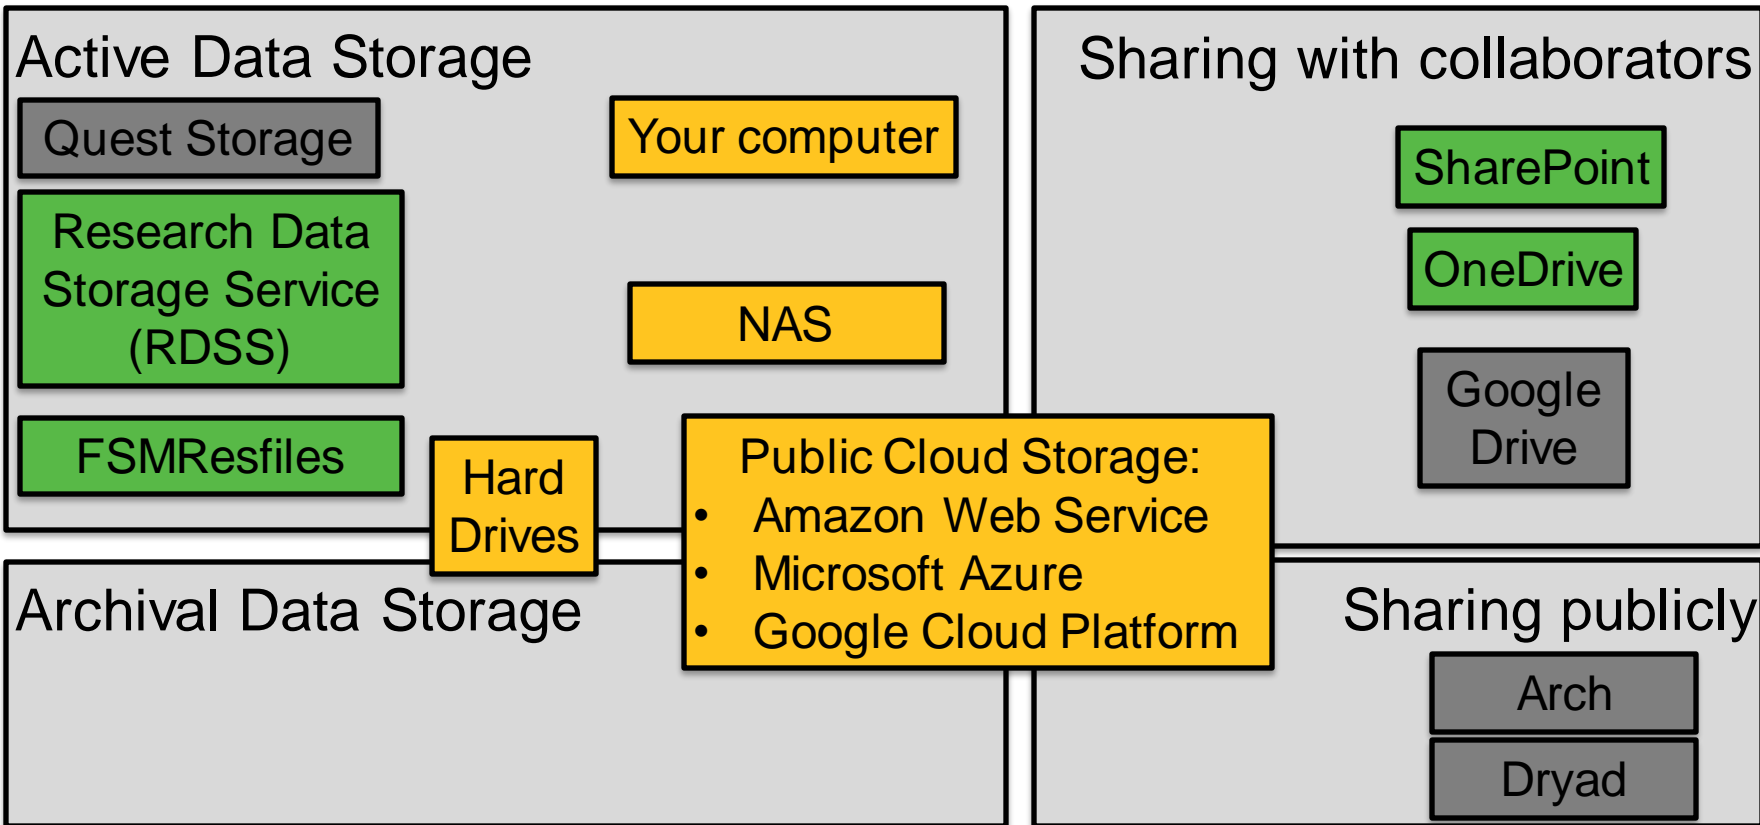 Active Data Storage
Quest Storage
Your computer
Research Data
Storage Service
(RDSS)
NAS
FSMResfiles
Hard
Drives
Public Cloud Storage:
• Amazon Web Service
• Microsoft Azure
• Google Cloud Platform
Sharing with collaborators
SharePoint
OneDrive
Google
Drive
Archival Data Storage
Sharing publicly
Arch
Dryad